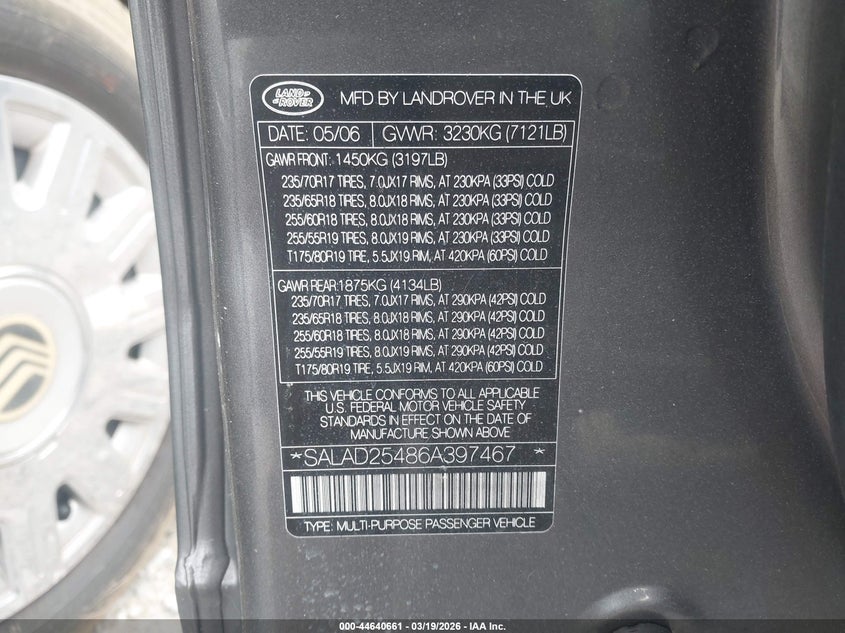 LAND
ROVER
MFD BY LANDROVER IN THE UK
DATE: 05/06 GVWR: 3230KG (7121LB)
GAWR FRONT: 1450KG (3197LB)
235/70R17 TIRES, 7.0JX17 RIMS, AT 230KPA (33PSI) COLD
235/65R18 TIRES, 8.0JX18 RIMS, AT 230KPA (33PSI) COLD
255/60R18 TIRES, 8.0JX18 RIMS, AT 230KPA (33PSI) COLD
255/55R19 TIRES, 8.0JX19 RIMS, AT 230KPA (33PSI) COLD
T175/80R19 TIRE, 5.5JX19 RIM, AT 420KPA (60PSI) COLD
GAWR REAR: 1875KG (4134LB)
235/70R17 TIRES, 7.0JX17 RIMS, AT 290KPA (42PSI) COLD
235/65R18 TIRES, 8.0JX18 RIMS, AT 290KPA (42PSI) COLD
255/60R18 TIRES, 8.0JX18 RIMS, AT 290KPA (42PSI) COLD
255/55R19 TIRES, 8.0JX19 RIMS, AT 290KPA (42PSI) COLD
T175/80R19 TIRE, 5.5JX19 RIM, AT 420KPA (60PSI) COLD
THIS VEHICLE CONFORMS TO ALL APPLICABLE
U.S. FEDERAL MOTOR VEHICLE SAFETY
STANDARDS IN EFFECT ON THE DATE OF
MANUFACTURE SHOWN ABOVE
*SALAD25486A397467 *
TYPE: MULTI-PURPOSE PASSENGER VEHICLE
000-44640661 - 03/19/2026 - IAA Inc.